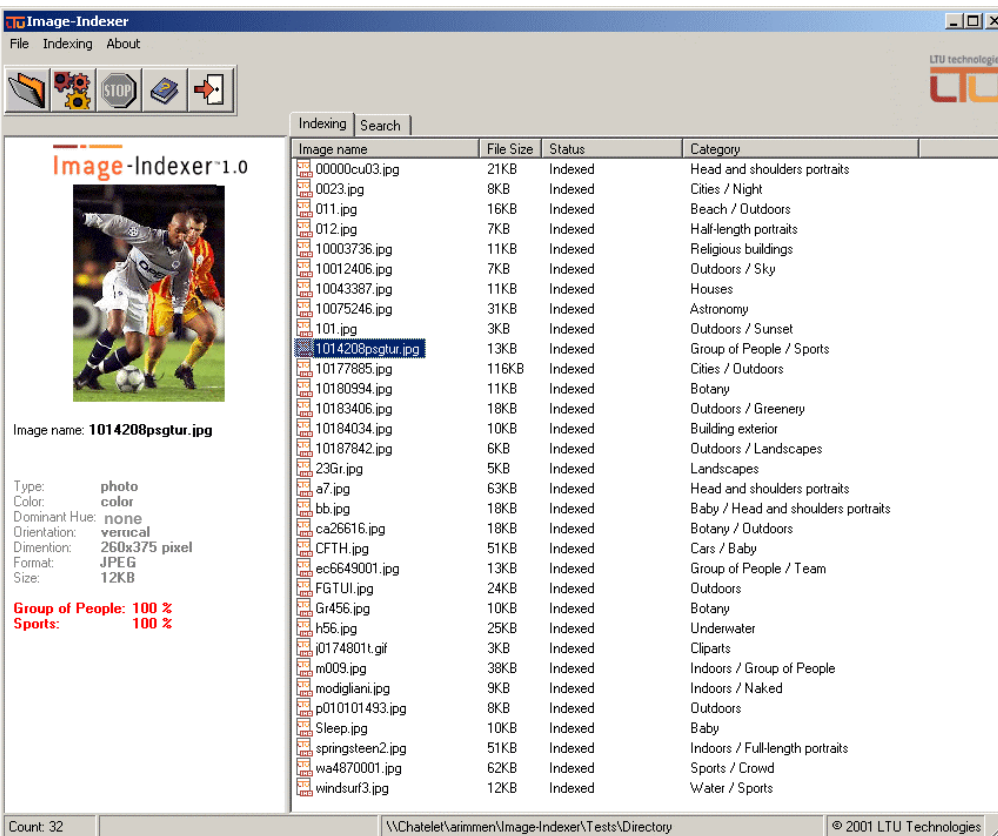 LTU Image-Indexer
File Indexing About
STOP
LTU technologie
LTU
Indexing Search
Image-Indexer™1.0
Image name: 1014208psgtur.jpg
Type: photo
Color: color
Dominant Hue: none
Orientation: vertical
Dimention: 260x375 pixel
Format: JPEG
Size: 12KB
Group of People: 100 %
Sports: 100 %
Image name File Size Status Category
00000cu03.jpg 21KB Indexed Head and shoulders portraits
0023.jpg 8KB Indexed Cities / Night
011.jpg 16KB Indexed Beach / Outdoors
012.jpg 7KB Indexed Half-length portraits
10003736.jpg 11KB Indexed Religious buildings
10012406.jpg 7KB Indexed Outdoors / Sky
10043387.jpg 11KB Indexed Houses
10075246.jpg 31KB Indexed Astronomy
101.jpg 3KB Indexed Outdoors / Sunset
1014208psgtur.jpg 13KB Indexed Group of People / Sports
10177885.jpg 116KB Indexed Cities / Outdoors
10180994.jpg 11KB Indexed Botany
10183406.jpg 18KB Indexed Outdoors / Greenery
10184034.jpg 10KB Indexed Building exterior
10187842.jpg 6KB Indexed Outdoors / Landscapes
23Gr.jpg 5KB Indexed Landscapes
a7.jpg 63KB Indexed Head and shoulders portraits
bb.jpg 18KB Indexed Baby / Head and shoulders portraits
ca26616.jpg 18KB Indexed Botany / Outdoors
CFTH.jpg 51KB Indexed Cars / Baby
ec6649001.jpg 13KB Indexed Group of People / Team
FGTUI.jpg 24KB Indexed Outdoors
Gr456.jpg 10KB Indexed Botany
h56.jpg 25KB Indexed Underwater
j0174801t.gif 3KB Indexed Cliparts
m009.jpg 38KB Indexed Indoors / Group of People
modigliani.jpg 9KB Indexed Indoors / Naked
p010101493.jpg 8KB Indexed Outdoors
Sleep.jpg 10KB Indexed Baby
springsteen2.jpg 51KB Indexed Indoors / Full-length portraits
wa4870001.jpg 62KB Indexed Sports / Crowd
windsurf3.jpg 12KB Indexed Water / Sports
Count: 32
\\Chatelet\arimmen\Image-Indexer\Tests\Directory
© 2001 LTU Technologies